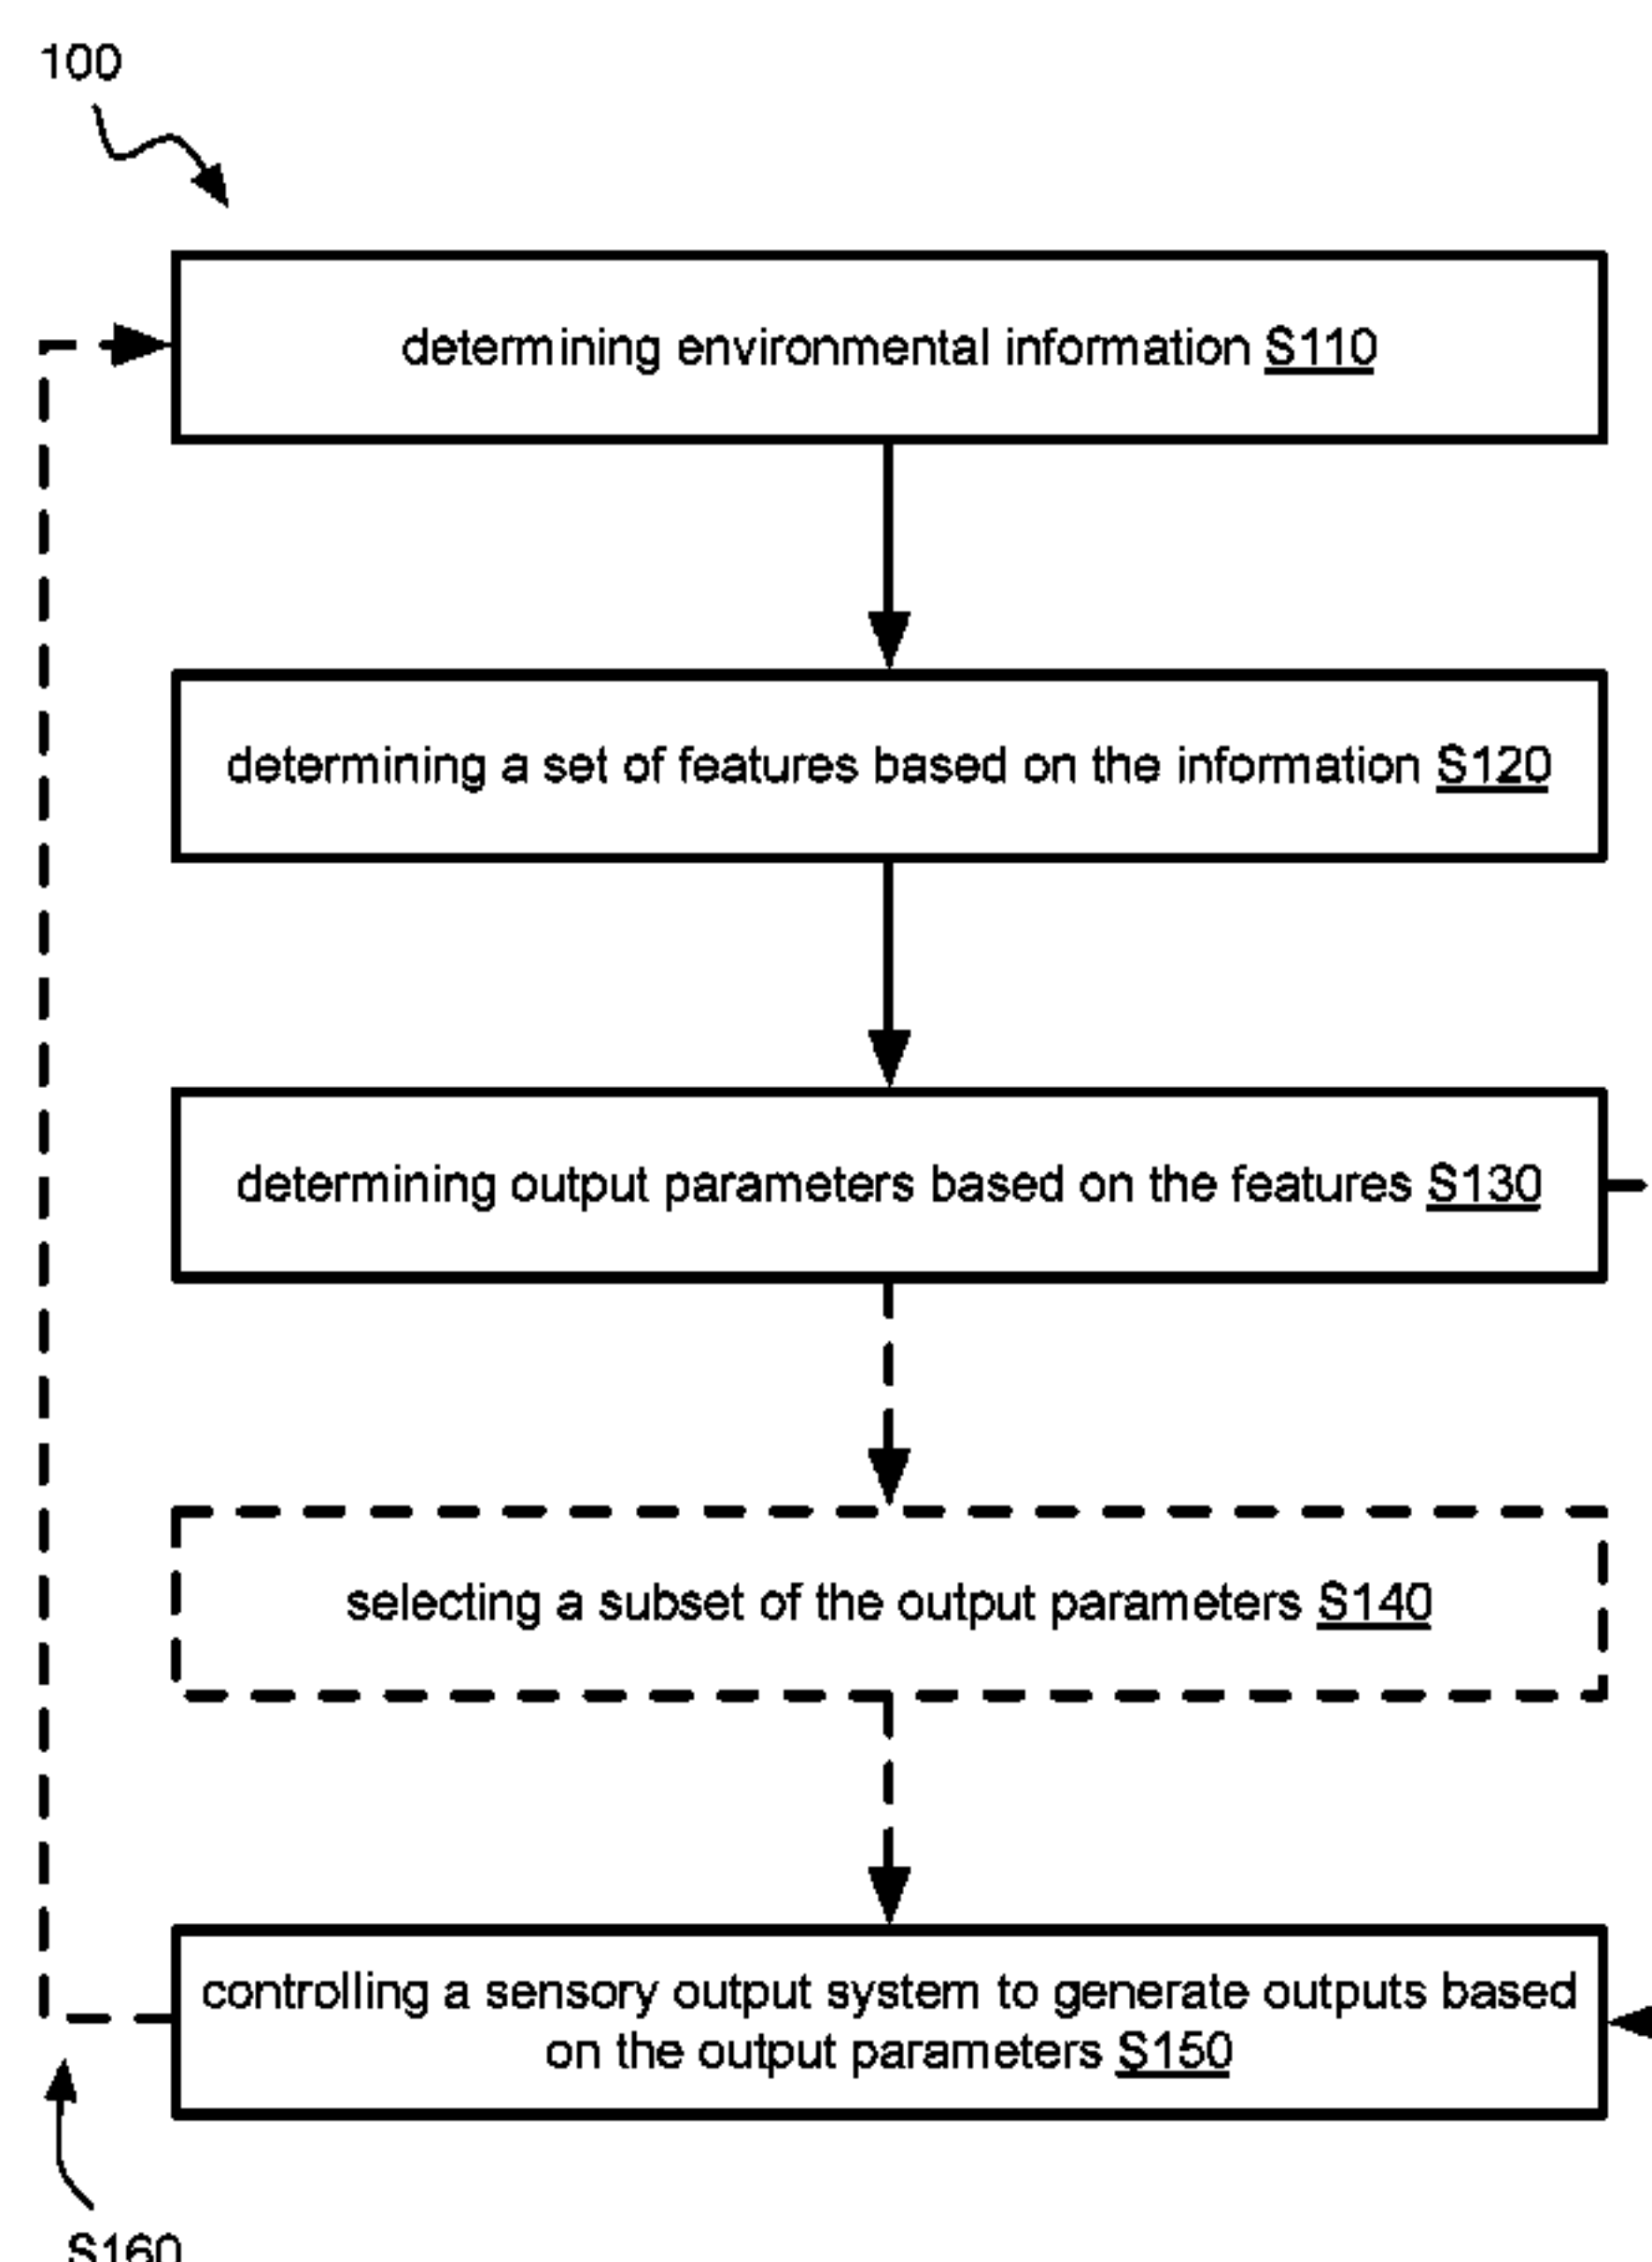 100
determining environmental information S110
determining a set of features based on the information S120
determining output parameters based on the features S130
selecting a subset of the output parameters S140
controlling a sensory output system to generate outputs based
on the output parameters S150
S160